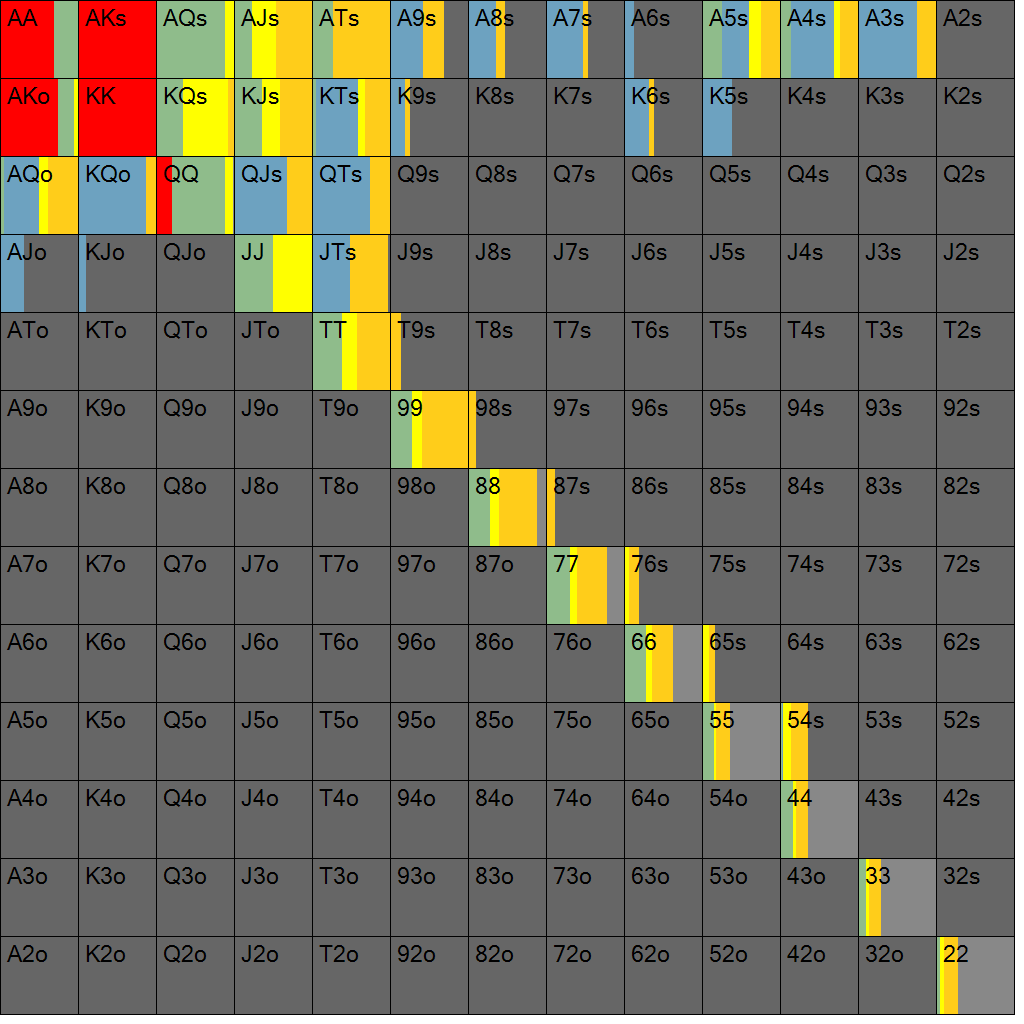 AA AKs AQs AJs ATs A9s A8s A7s A6s A5s A4s A3s A2s
AKo KK KQs KJs KTs K9s K8s K7s K6s K5s K4s K3s K2s
AQo KQo QQ QJs QTs Q9s Q8s Q7s Q6s Q5s Q4s Q3s Q2s
AJo KJo QJo JJ JTs J9s J8s J7s J6s J5s J4s J3s J2s
ATo KTo QTo JTo TT T9s T8s T7s T6s T5s T4s T3s T2s
A9o K9o Q9o J9o T9o 99 98s 97s 96s 95s 94s 93s 92s
A8o K8o Q8o J8o T8o 98o 88 87s 86s 85s 84s 83s 82s
A7o K7o Q7o J7o T7o 97o 87o 77 76s 75s 74s 73s 72s
A6o K6o Q6o J6o T6o 96o 86o 76o 66 65s 64s 63s 62s
A5o K5o Q5o J5o T5o 95o 85o 75o 65o 55 54s 53s 52s
A4o K4o Q4o J4o T4o 94o 84o 74o 64o 54o 44 43s 42s
A3o K3o Q3o J3o T3o 93o 83o 73o 63o 53o 43o 33 32s
A2o K2o Q2o J2o T2o 92o 82o 72o 62o 52o 42o 32o 22